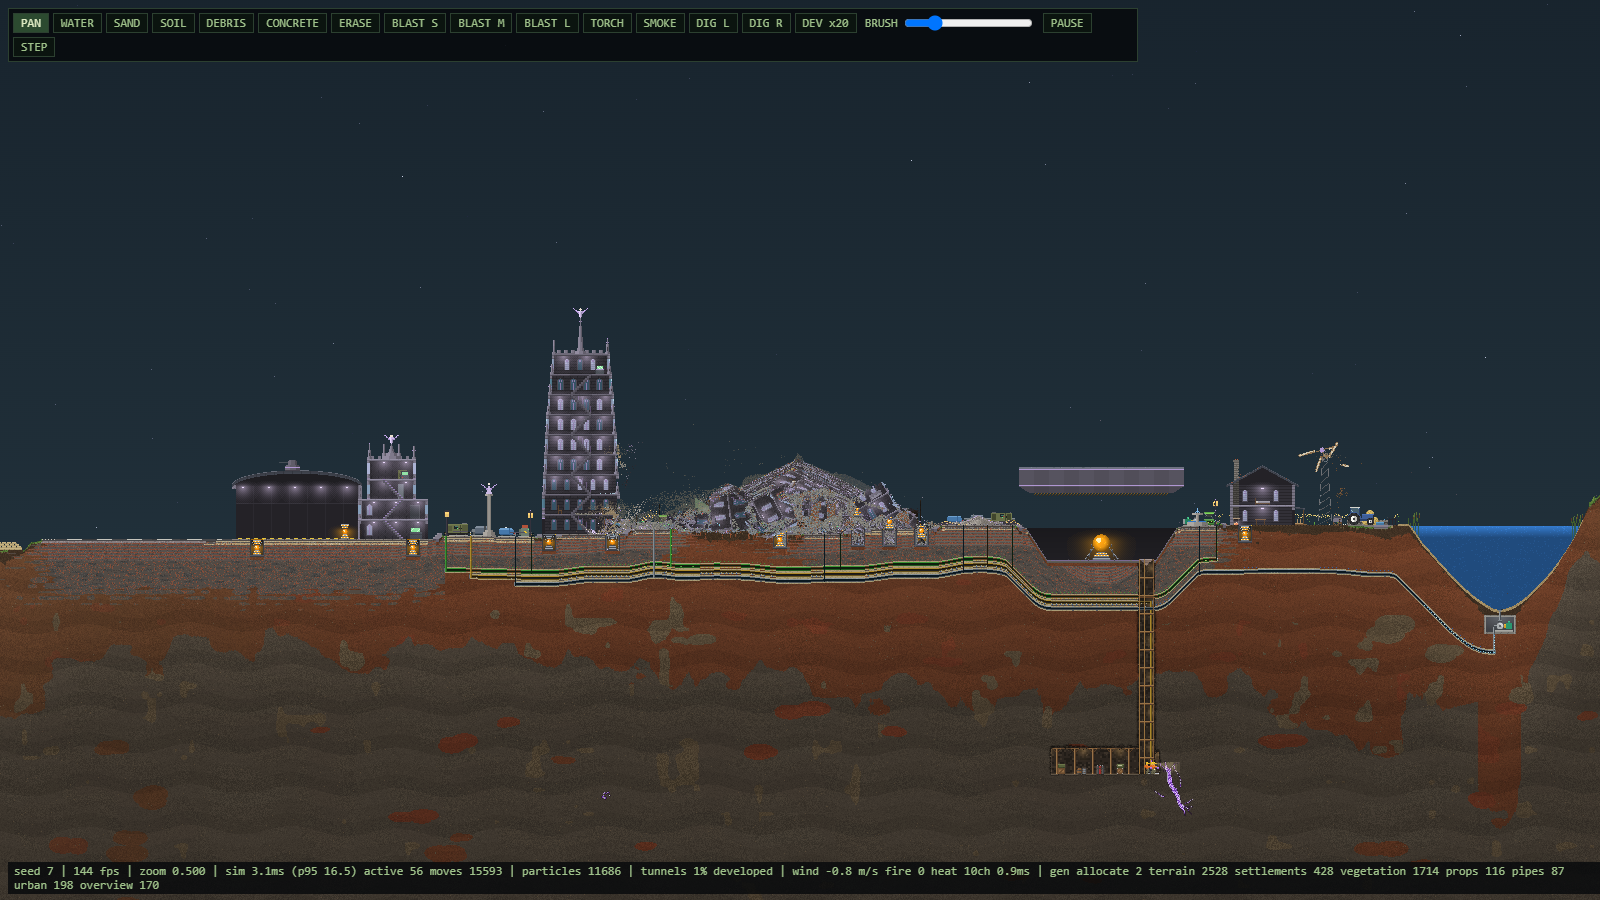 PAN WATER SAND SOIL DEBRIS CONCRETE ERASE BLAST S BLAST M BLAST L TORCH SMOKE DIG L DIG R DEV x20 BRUSH PAUSE
STEP
seed 7 | 144 fps | zoom 0.500 | sim 3.1ms (p95 16.5) active 56 moves 15593 | particles 11686 | tunnels 1% developed | wind -0.8 m/s fire 0 heat 10ch 0.9ms | gen allocate 2 terrain 2528 settlements 428 vegetation 1714 props 116 pipes 87
urban 198 overview 170